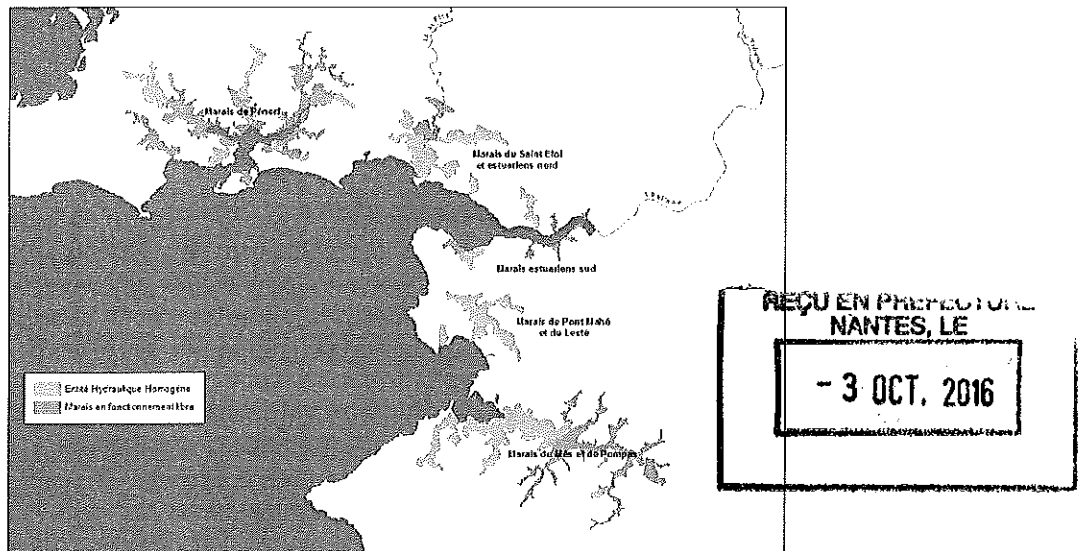 Marais de Pénerf
Marais du Saint Eloi
et estuariens nord
Marais estuariens sud
Marais de Pont Mahé
et du Lesté
Entité Hydraulique Homogène
Marais en fonctionnement libre
Marais du Mès et de Pompas
REÇU EN PREFECTURE
NANTES, LE
- 3 OCT. 2016